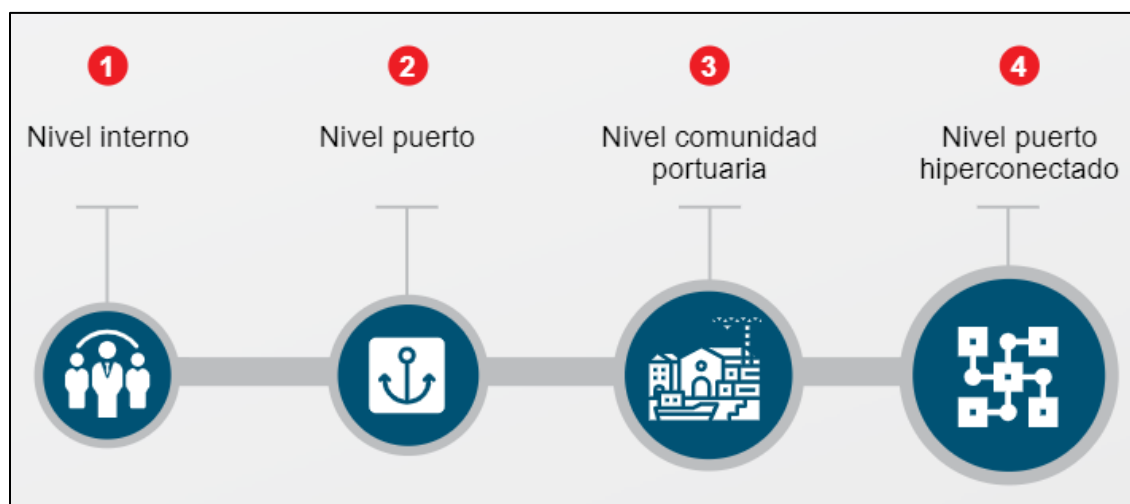 1
Nivel interno
2
Nivel puerto
3
Nivel comunidad
portuaria
4
Nivel puerto
hiperconectado